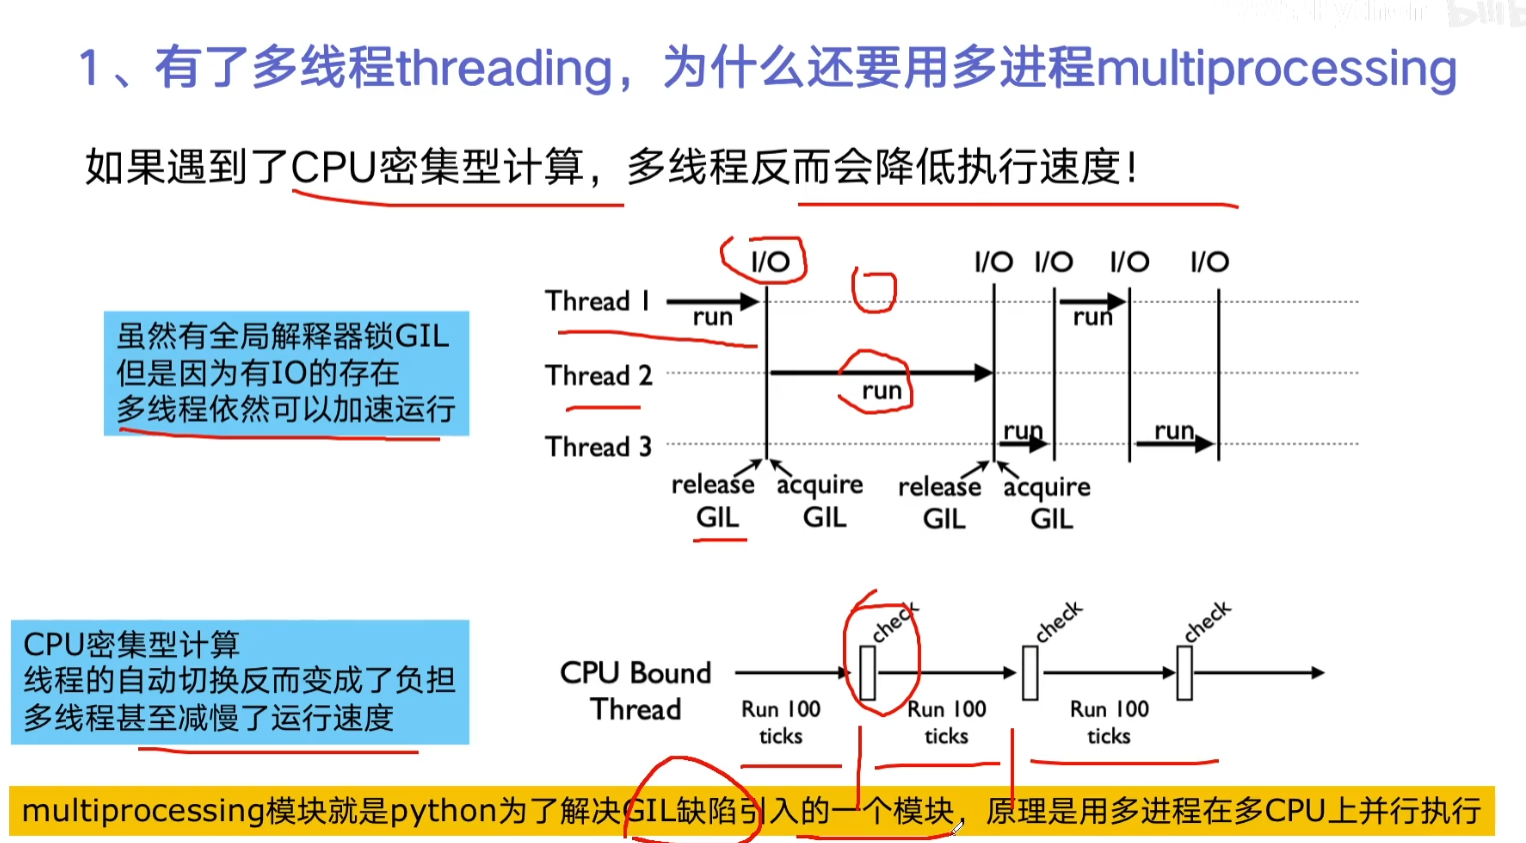 1、有了多线程threading，为什么还要用多进程multiprocessing
如果遇到了CPU密集型计算，多线程反而会降低执行速度！
I/O I/O I/O I/O I/O
Thread 1 run run
虽然有全局解释器锁GIL
但是因为有IO的存在
多线程依然可以加速运行
Thread 2 run
Thread 3 run run
release acquire release acquire
GIL GIL GIL GIL
check check check
CPU密集型计算
线程的自动切换反而变成了负担
多线程甚至减慢了运行速度
CPU Bound
Thread
Run 100 Run 100 Run 100
ticks ticks ticks
multiprocessing模块就是python为了解决GIL缺陷引入的一个模块，原理是用多进程在多CPU上并行执行